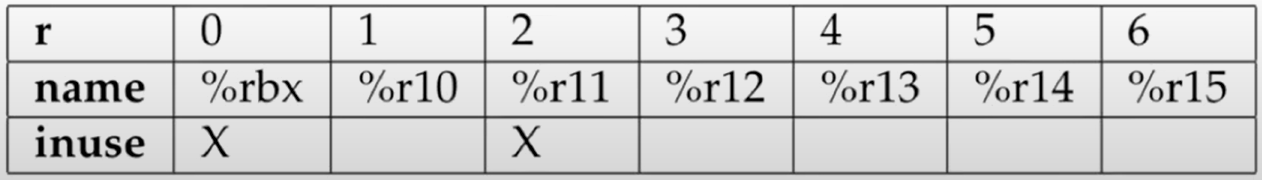 r 0 1 2 3 4 5 6
name %rbx %r10 %r11 %r12 %r13 %r14 %r15
inuse X X